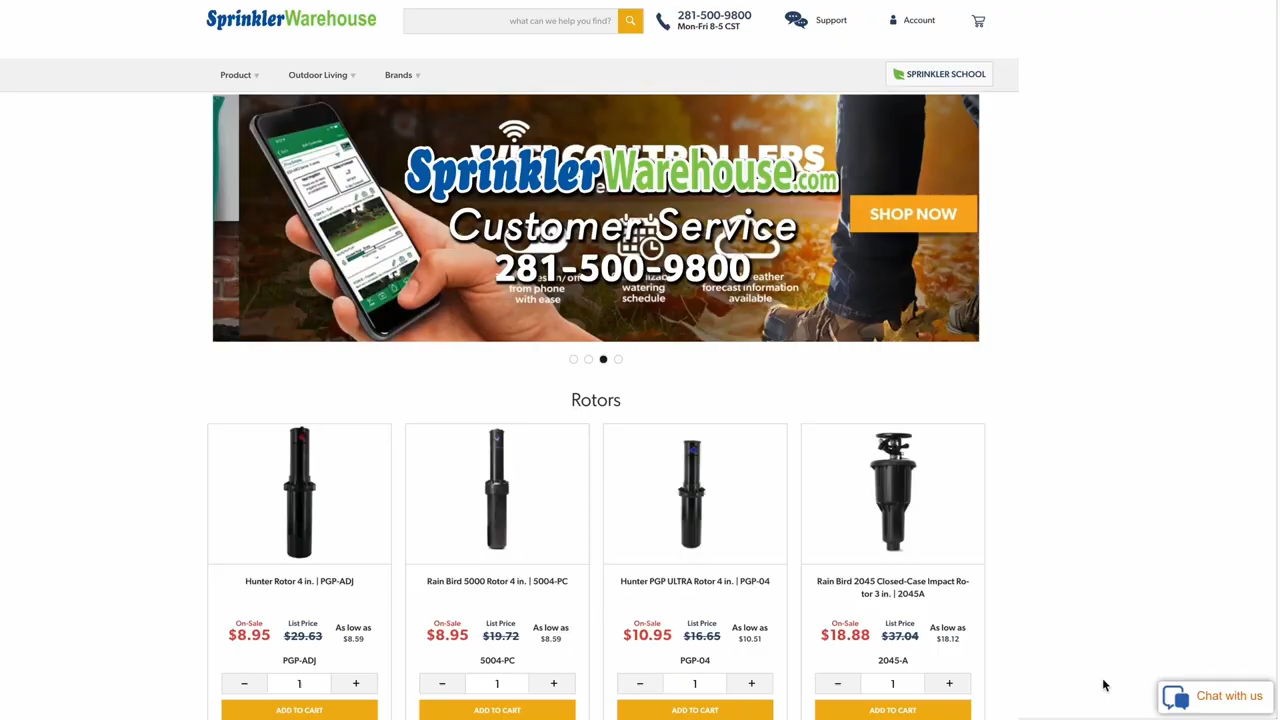 SprinklerWarehouse
what can we help you find?
281-500-9800
Mon-Fri 8-5 CST
Support
Account
Product
Outdoor Living
Brands
SPRINKLER SCHOOL
SprinklerWarehouse.com
Customer Service
281-500-9800
SHOP NOW
from phone
with ease
watering
schedule
forecast information
available
Rotors
Hunter Rotor 4 in. | PGP-ADJ
On-Sale
$8.95
List Price
$29.63
As low as
$8.59
PGP-ADJ
− 1 +
ADD TO CART
Rain Bird 5000 Rotor 4 in. | 5004-PC
On-Sale
$8.95
List Price
$19.72
As low as
$8.59
5004-PC
− 1 +
ADD TO CART
Hunter PGP ULTRA Rotor 4 in. | PGP-04
On-Sale
$10.95
List Price
$16.65
As low as
$10.51
PGP-04
− 1 +
ADD TO CART
Rain Bird 2045 Closed-Case Impact Ro-
tor 3 in. | 2045A
On-Sale
$18.88
List Price
$37.04
As low as
$18.12
2045-A
− 1 +
ADD TO CART
Chat with us